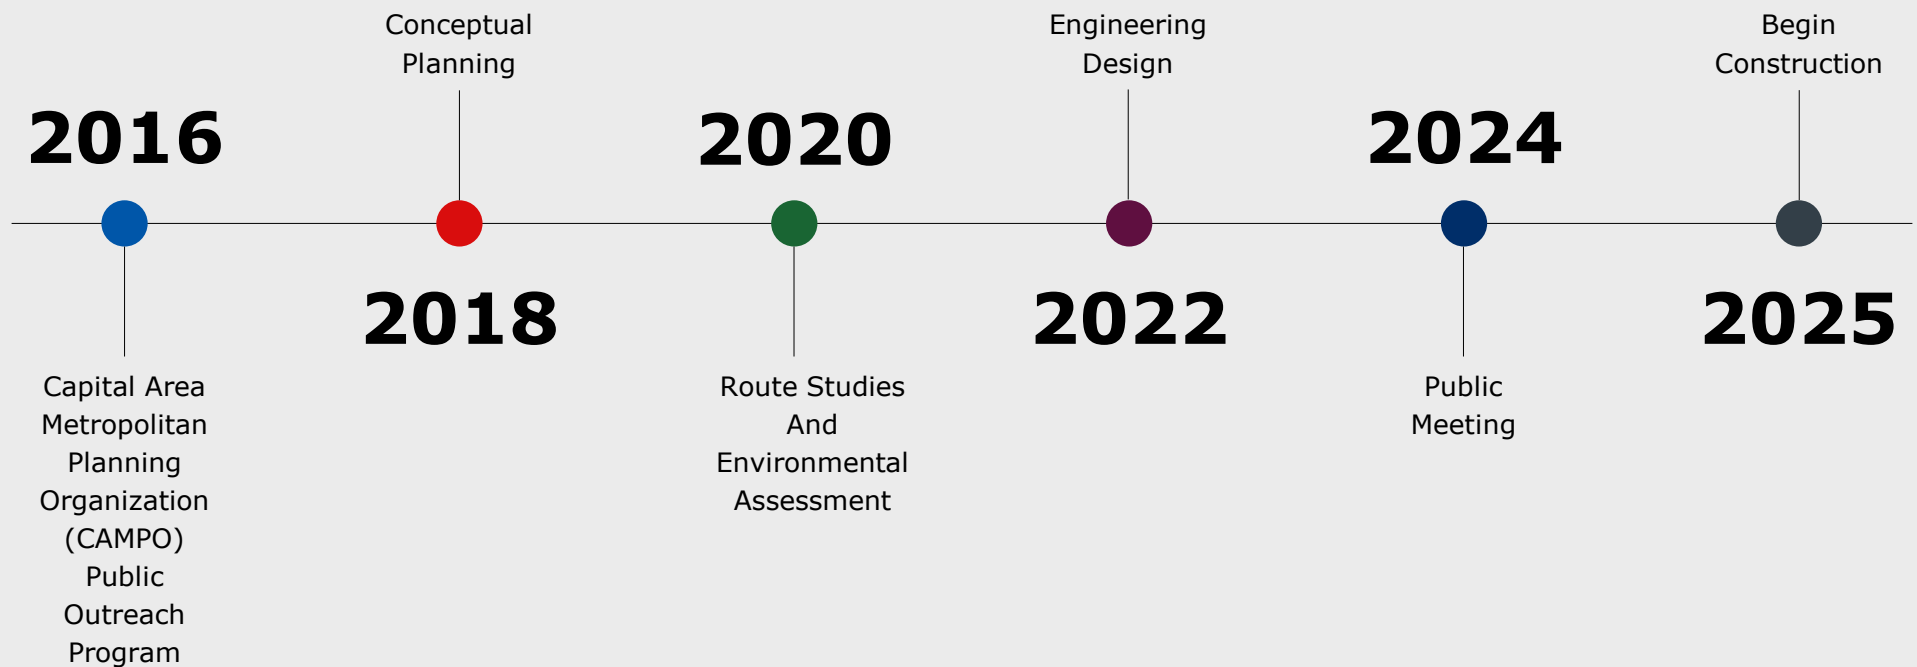 2016
Capital Area
Metropolitan
Planning
Organization
(CAMPO)
Public
Outreach
Program
Conceptual
Planning
2018
2020
Route Studies
And
Environmental
Assessment
Engineering
Design
2022
2024
Public
Meeting
Begin
Construction
2025